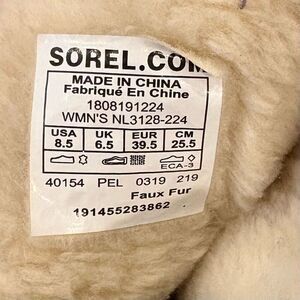 SOREL.COM
MADE IN CHINA
Fabriqué En Chine
1808191224
WMN'S NL3128-224
USA UK EUR CM
8.5 6.5 39.5 25.5
ECA-3
40154 PEL 0319 219
Faux Fur
191455283862